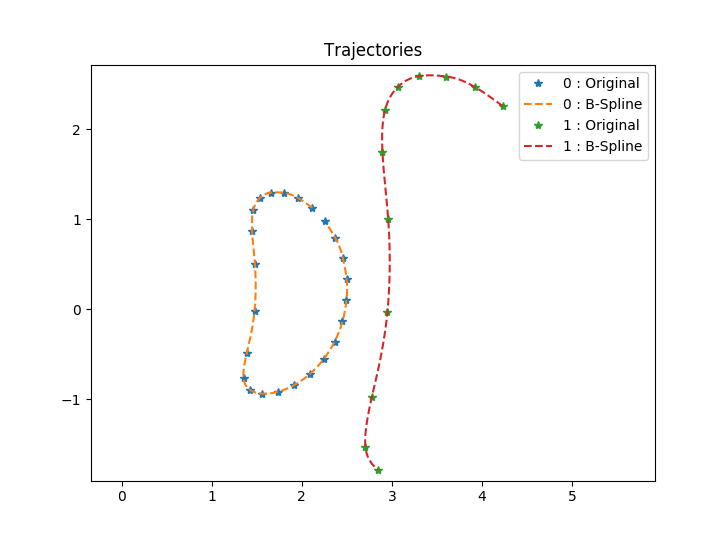 Trajectories
0 : Original
0 : B-Spline
1 : Original
1 : B-Spline
2
1
0
−1
0 1 2 3 4 5